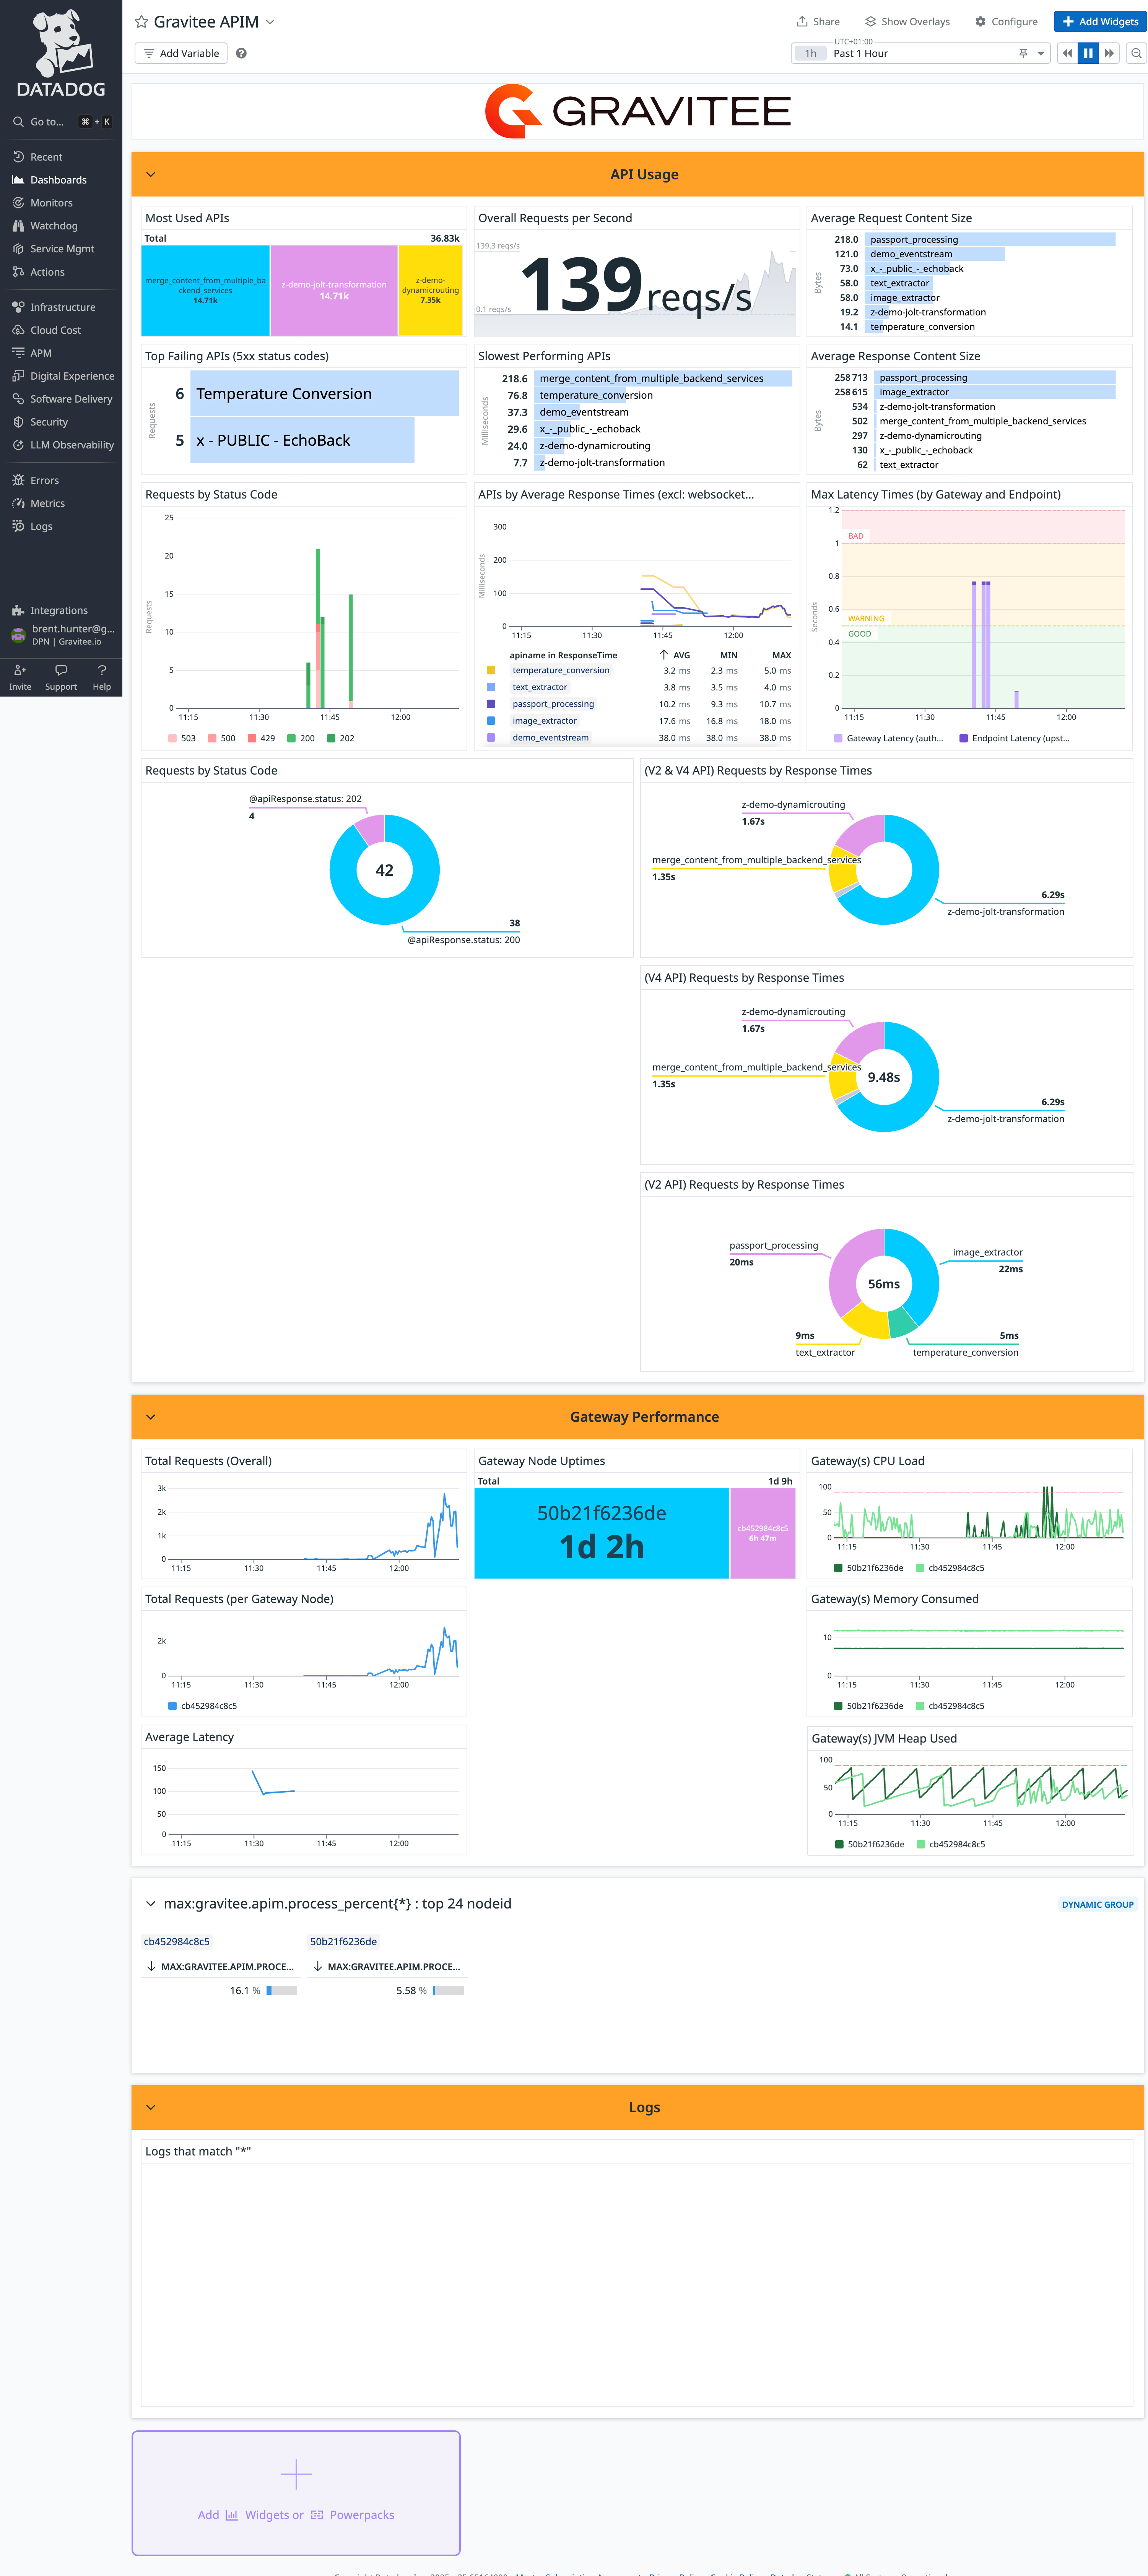 Gravitee APIM
Share
Show Overlays
Configure
Add Widgets
Add Variable
UTC+01:00
1h
Past 1 Hour
DATADOG
Go to...
⌘ + K
Recent
Dashboards
Monitors
Watchdog
Service Mgmt
Actions
Infrastructure
Cloud Cost
APM
Digital Experience
Software Delivery
Security
LLM Observability
Errors
Metrics
Logs
Integrations
brent.hunter@g...
DPN | Gravitee.io
Invite
Support
Help
GRAVITEE
API Usage
Most Used APIs
Total
36.83k
merge_content_from_multiple_ba
ckend_services
14.71k
z-demo-jolt-transformation
14.71k
z-demo-
dynamicrouting
7.35k
Overall Requests per Second
139.3 reqs/s
139 reqs/s
0.1 reqs/s
Average Request Content Size
Bytes
218.0 passport_processing
121.0 demo_eventstream
73.0 x_-_public_-_echoback
58.0 text_extractor
58.0 image_extractor
19.2 z-demo-jolt-transformation
14.1 temperature_conversion
Top Failing APIs (5xx status codes)
Requests
6 Temperature Conversion
5 x - PUBLIC - EchoBack
Slowest Performing APIs
Milliseconds
218.6 merge_content_from_multiple_backend_services
76.8 temperature_conversion
37.3 demo_eventstream
29.6 x_-_public_-_echoback
24.0 z-demo-dynamicrouting
7.7 z-demo-jolt-transformation
Average Response Content Size
Bytes
258 713 passport_processing
258 615 image_extractor
534 z-demo-jolt-transformation
502 merge_content_from_multiple_backend_services
297 z-demo-dynamicrouting
130 x_-_public_-_echoback
62 text_extractor
Requests by Status Code
Requests
25
20
15
10
5
0
11:15 11:30 11:45 12:00
503 500 429 200 202
APIs by Average Response Times (excl: websocket...
Milliseconds
300
200
100
0
11:15 11:30 11:45 12:00
apiname in ResponseTime AVG MIN MAX
temperature_conversion 3.2 ms 2.3 ms 5.0 ms
text_extractor 3.8 ms 3.5 ms 4.0 ms
passport_processing 10.2 ms 9.3 ms 10.7 ms
image_extractor 17.6 ms 16.8 ms 18.0 ms
demo_eventstream 38.0 ms 38.0 ms 38.0 ms
Max Latency Times (by Gateway and Endpoint)
Seconds
1.2
BAD
1
0.8
0.6
WARNING
GOOD
0.4
0.2
0
11:15 11:30 11:45 12:00
Gateway Latency (auth... Endpoint Latency (upst...
Requests by Status Code
@apiResponse.status: 202
4
42
38
@apiResponse.status: 200
(V2 & V4 API) Requests by Response Times
z-demo-dynamicrouting
1.67s
merge_content_from_multiple_backend_services
1.35s
6.29s
z-demo-jolt-transformation
(V4 API) Requests by Response Times
z-demo-dynamicrouting
1.67s
merge_content_from_multiple_backend_services
1.35s
9.48s
6.29s
z-demo-jolt-transformation
(V2 API) Requests by Response Times
passport_processing
20ms
image_extractor
22ms
56ms
9ms
text_extractor
5ms
temperature_conversion
Gateway Performance
Total Requests (Overall)
3k
2k
1k
0
11:15 11:30 11:45 12:00
Gateway Node Uptimes
Total
1d 9h
50b21f6236de
1d 2h
cb452984c8c5
6h 47m
Gateway(s) CPU Load
100
50
0
11:15 11:30 11:45 12:00
50b21f6236de cb452984c8c5
Total Requests (per Gateway Node)
2k
0
11:15 11:30 11:45 12:00
cb452984c8c5
Gateway(s) Memory Consumed
10
0
11:15 11:30 11:45 12:00
50b21f6236de cb452984c8c5
Average Latency
150
100
50
0
11:15 11:30 11:45 12:00
Gateway(s) JVM Heap Used
100
50
0
11:15 11:30 11:45 12:00
50b21f6236de cb452984c8c5
max:gravitee.apim.process_percent{*} : top 24 nodeid
DYNAMIC GROUP
cb452984c8c5
MAX:GRAVITEE.APIM.PROCE...
16.1 %
50b21f6236de
MAX:GRAVITEE.APIM.PROCE...
5.58 %
Logs
Logs that match "*"
Add Widgets or Powerpacks